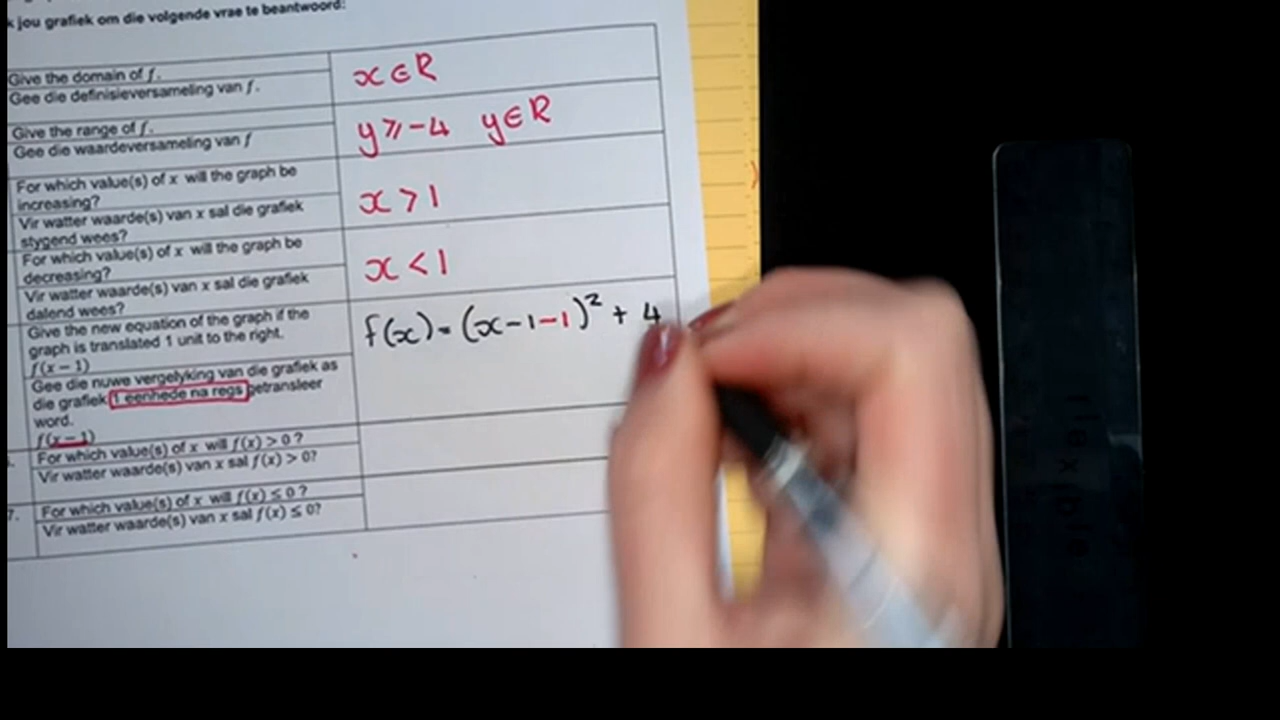 k jou grafiek om die volgende vrae te beantwoord:
Give the domain of f.
Gee die definisieversameling van f.
x ∈ R
Give the range of f.
Gee die waardeversameling van f
y ⩾ -4 y ∈ R
For which value(s) of x will the graph be
increasing?
Vir watter waarde(s) van x sal die grafiek
stygend wees?
x > 1
For which value(s) of x will the graph be
decreasing?
Vir watter waarde(s) van x sal die grafiek
dalend wees?
x < 1
Give the new equation of the graph if the
graph is translated 1 unit to the right.
f(x – 1)
Gee die nuwe vergelyking van die grafiek as
die grafiek 1 eenhede na regs getransleer
word.
f(x – 1)
f(x) = (x - 1 - 1)² + 4
For which value(s) of x will f(x) > 0?
Vir watter waarde(s) van x sal f(x) > 0?
7.
For which value(s) of x will f(x) ≤ 0?
Vir watter waarde(s) van x sal f(x) ≤ 0?